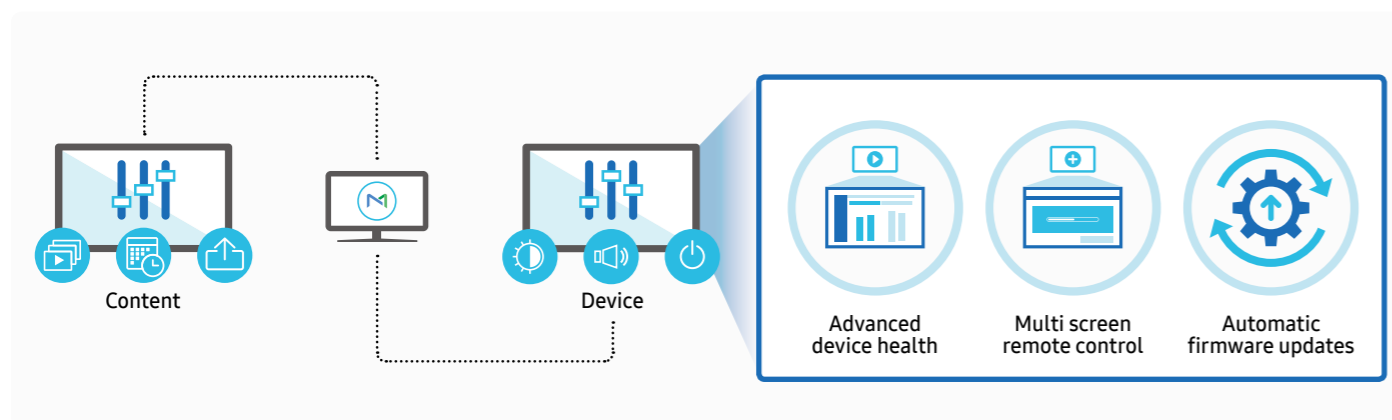 Content
Device
Advanced
device health
Multi screen
remote control
Automatic
firmware updates